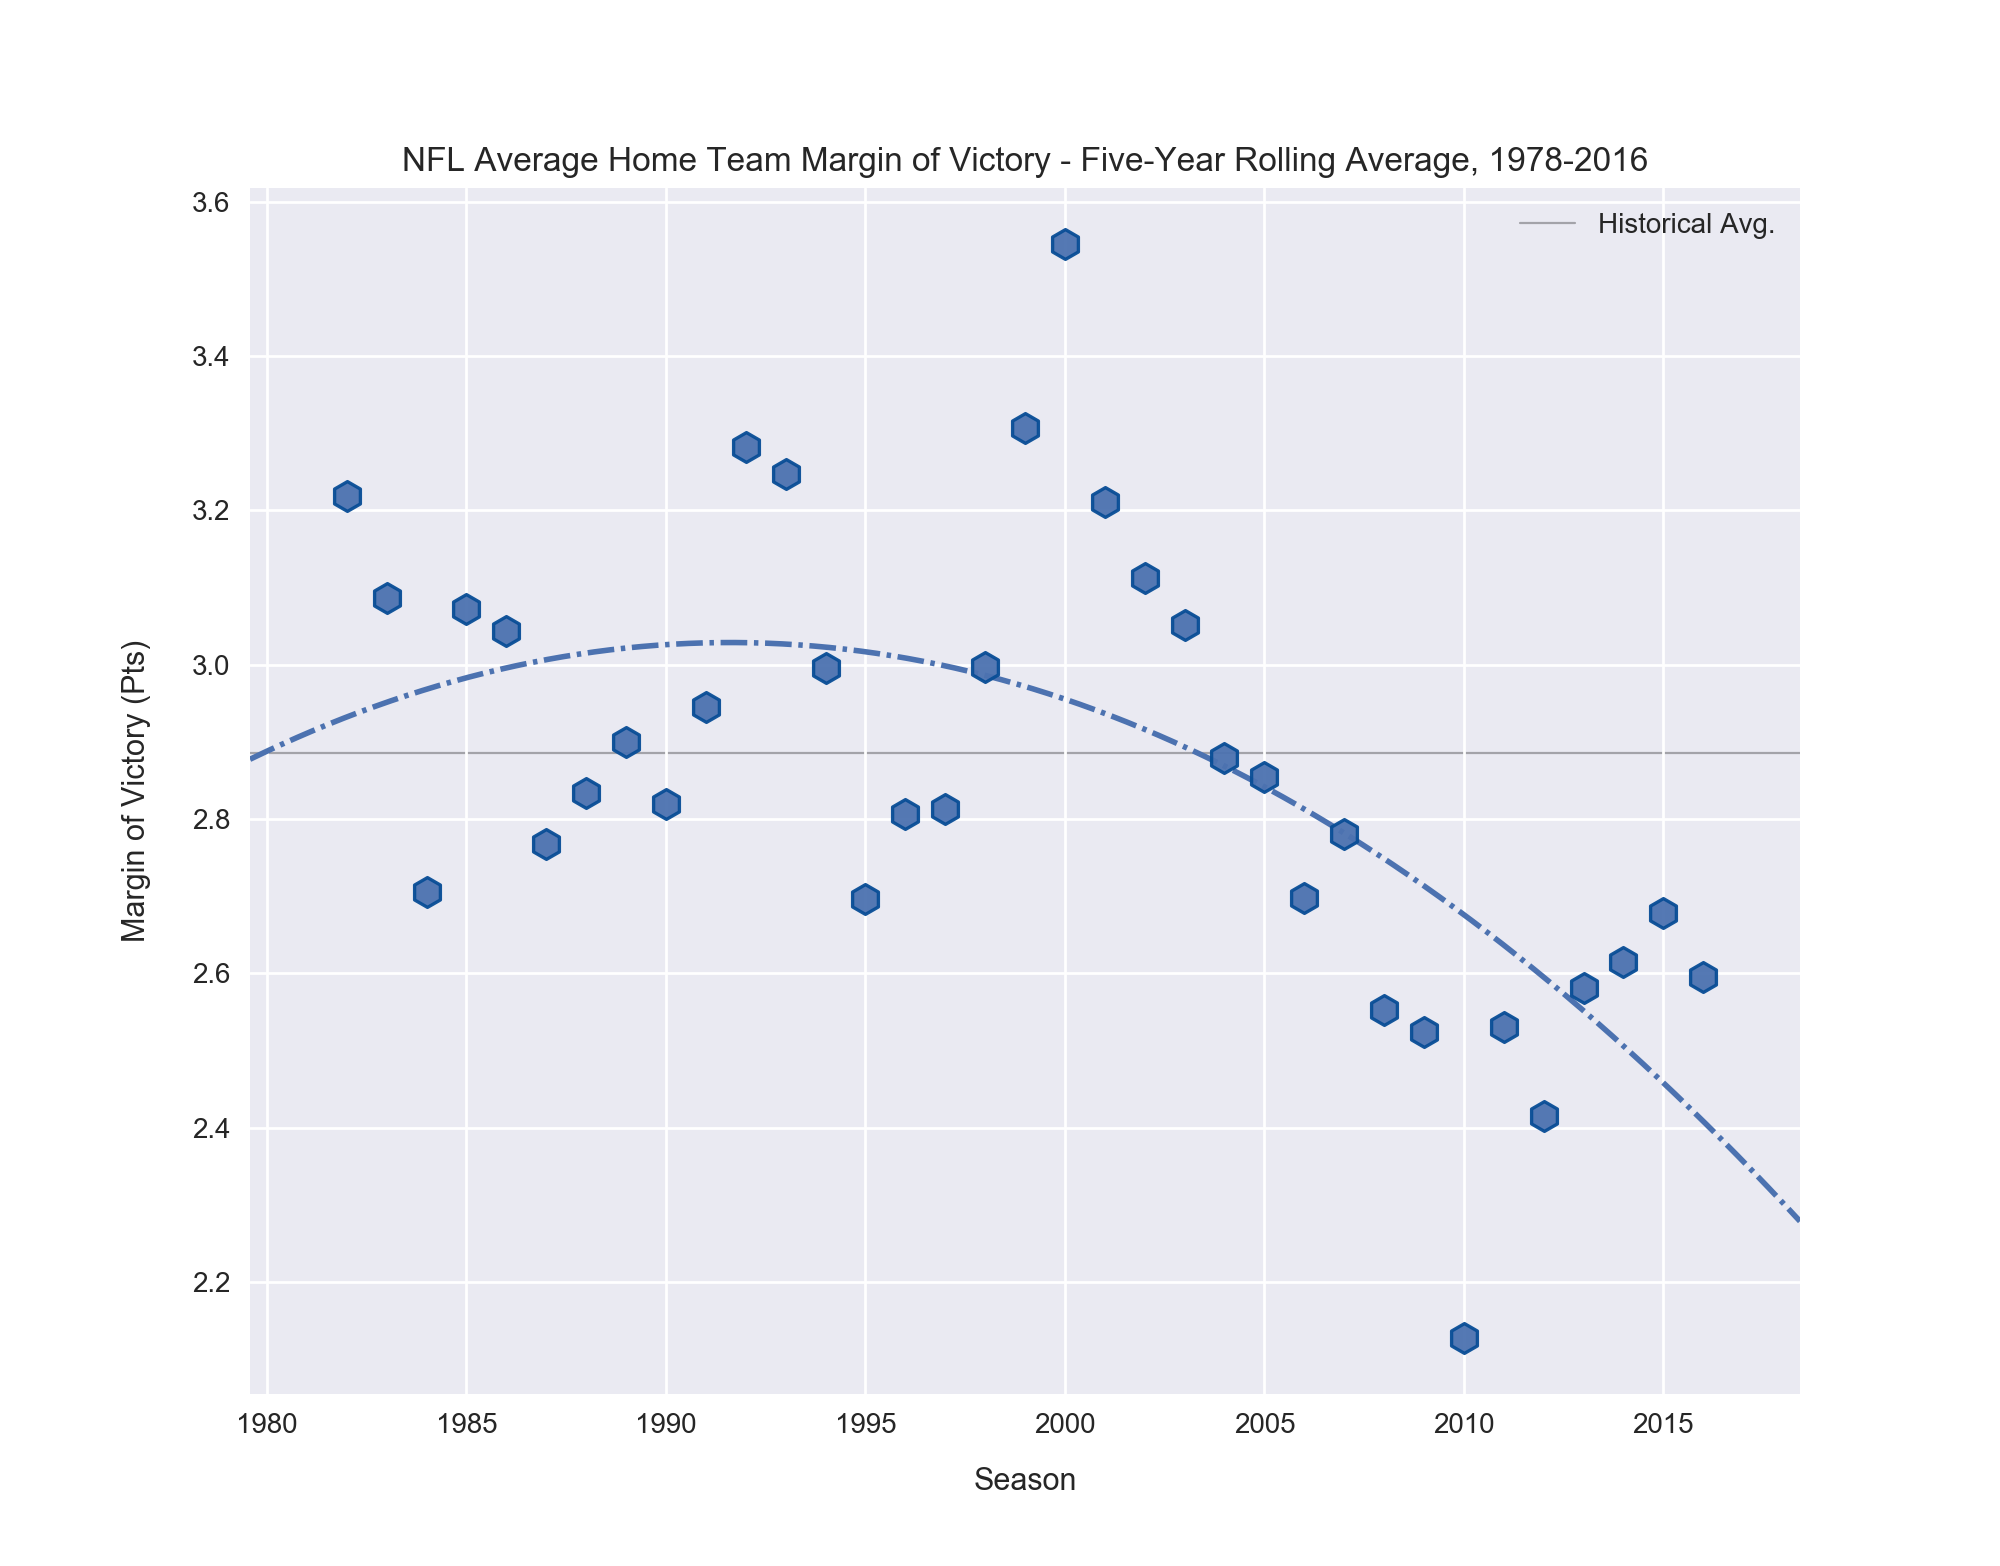 NFL Average Home Team Margin of Victory - Five-Year Rolling Average, 1978-2016
Historical Avg.
3.6
3.4
3.2
3.0
2.8
2.6
2.4
2.2
Margin of Victory (Pts)
1980 1985 1990 1995 2000 2005 2010 2015
Season